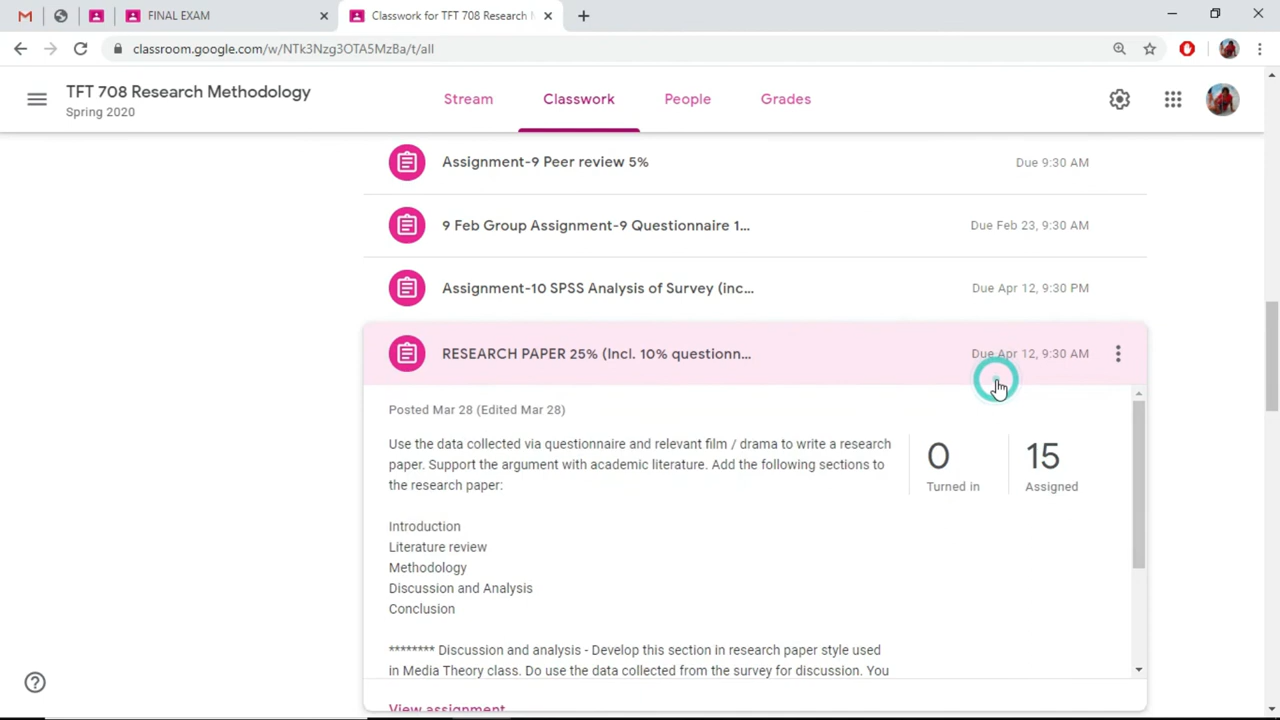 FINAL EXAM
Classwork for TFT 708 Research M
classroom.google.com/w/NTk3Nzg3OTA5MzBa/t/all
TFT 708 Research Methodology
Spring 2020
Stream
Classwork
People
Grades
Assignment-9 Peer review 5%
Due 9:30 AM
9 Feb Group Assignment-9 Questionnaire 1...
Due Feb 23, 9:30 AM
Assignment-10 SPSS Analysis of Survey (inc...
Due Apr 12, 9:30 PM
RESEARCH PAPER 25% (Incl. 10% questionn...
Due Apr 12, 9:30 AM
Posted Mar 28 (Edited Mar 28)
Use the data collected via questionnaire and relevant film / drama to write a research
paper. Support the argument with academic literature. Add the following sections to
the research paper:
0
Turned in
15
Assigned
Introduction
Literature review
Methodology
Discussion and Analysis
Conclusion
******** Discussion and analysis - Develop this section in research paper style used
in Media Theory class. Do use the data collected from the survey for discussion. You
View assignment